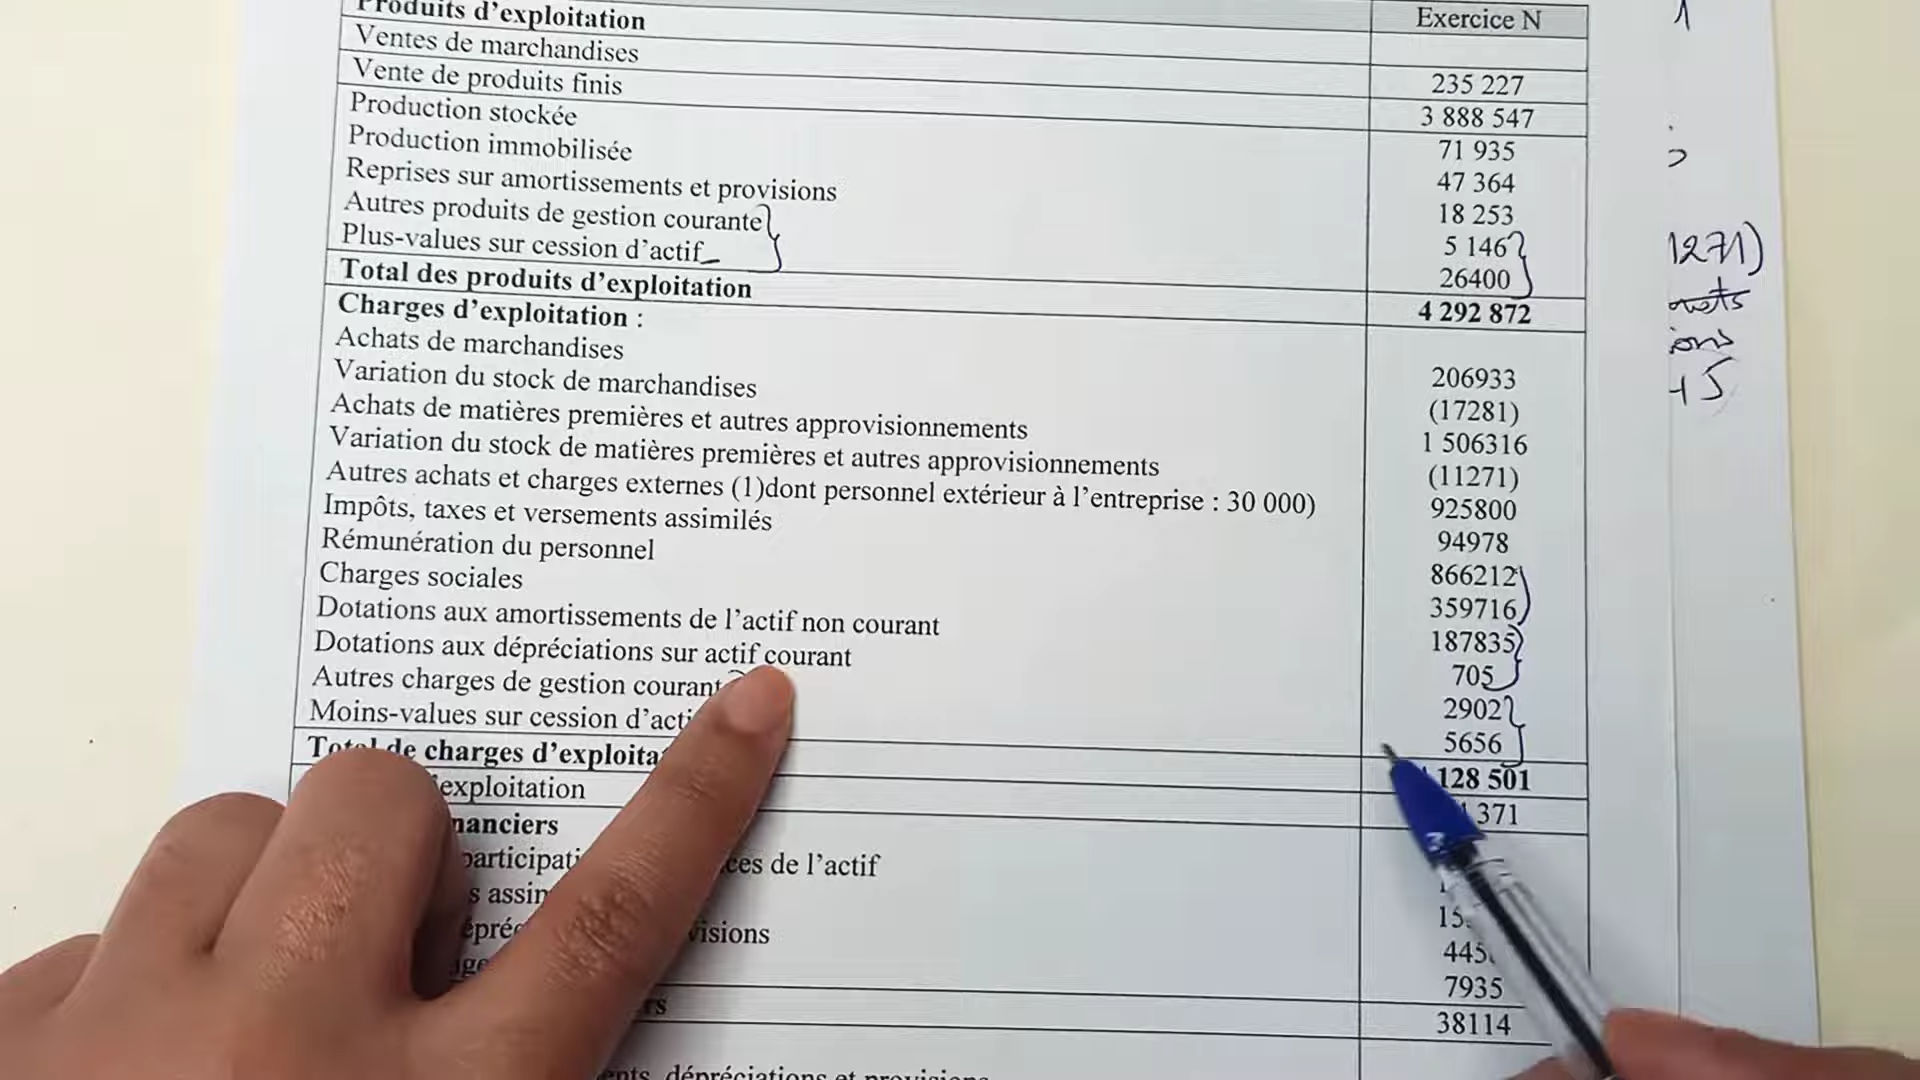 Produits d'exploitation Exercice N
Ventes de marchandises 235 227
Vente de produits finis 3 888 547
Production stockée 71 935
Production immobilisée 47 364
Reprises sur amortissements et provisions 18 253
Autres produits de gestion courante 5 146
Plus-values sur cession d'actif 26400
Total des produits d'exploitation 4 292 872
Charges d'exploitation :
Achats de marchandises 206933
Variation du stock de marchandises (17281)
Achats de matières premières et autres approvisionnements 1 506316
Variation du stock de matières premières et autres approvisionnements (11271)
Autres achats et charges externes (1)dont personnel extérieur à l'entreprise : 30 000) 925800
Impôts, taxes et versements assimilés 94978
Rémunération du personnel 866212
Charges sociales 359716
Dotations aux amortissements de l'actif non courant 187835
Dotations aux dépréciations sur actif courant 705
Autres charges de gestion 2902
Moins-values sur cession 5656
de charges 128 501
exploitation 371
de l'actif
7935
38114
dépréciations et
1271)